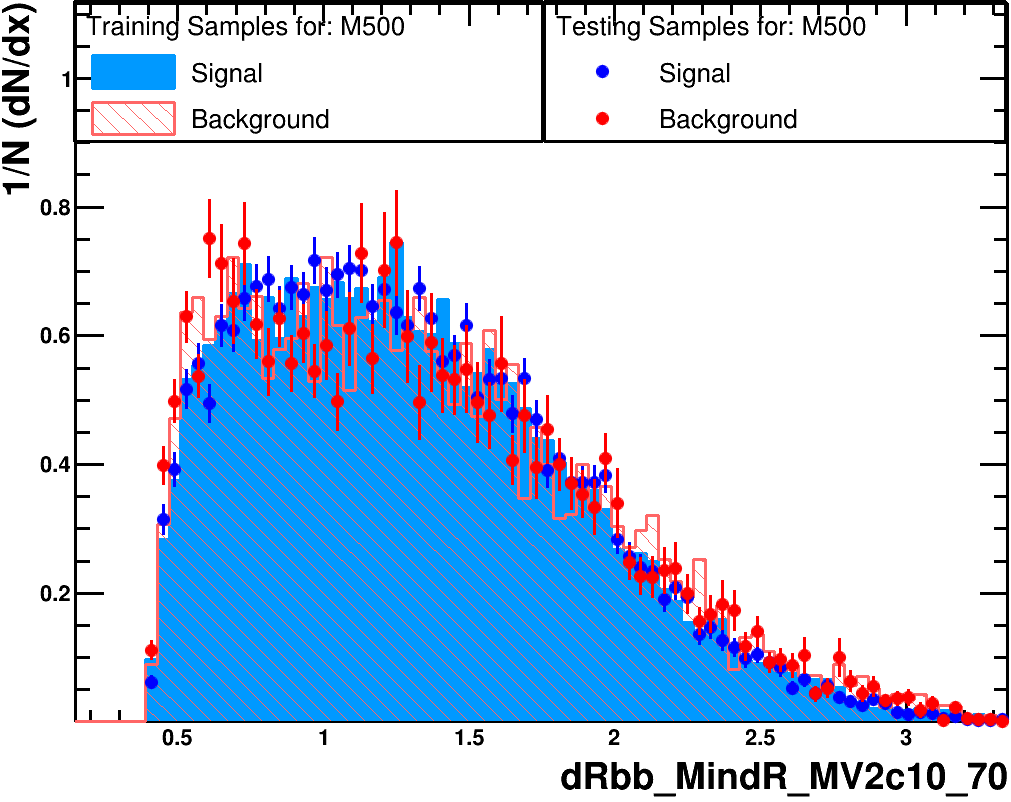 1/N (dN/dx)
Training Samples for: M500
Signal
Background
Testing Samples for: M500
Signal
Background
1
0.8
0.6
0.4
0.2
0.5
1
1.5
2
2.5
3
dRbb_MindR_MV2c10_70